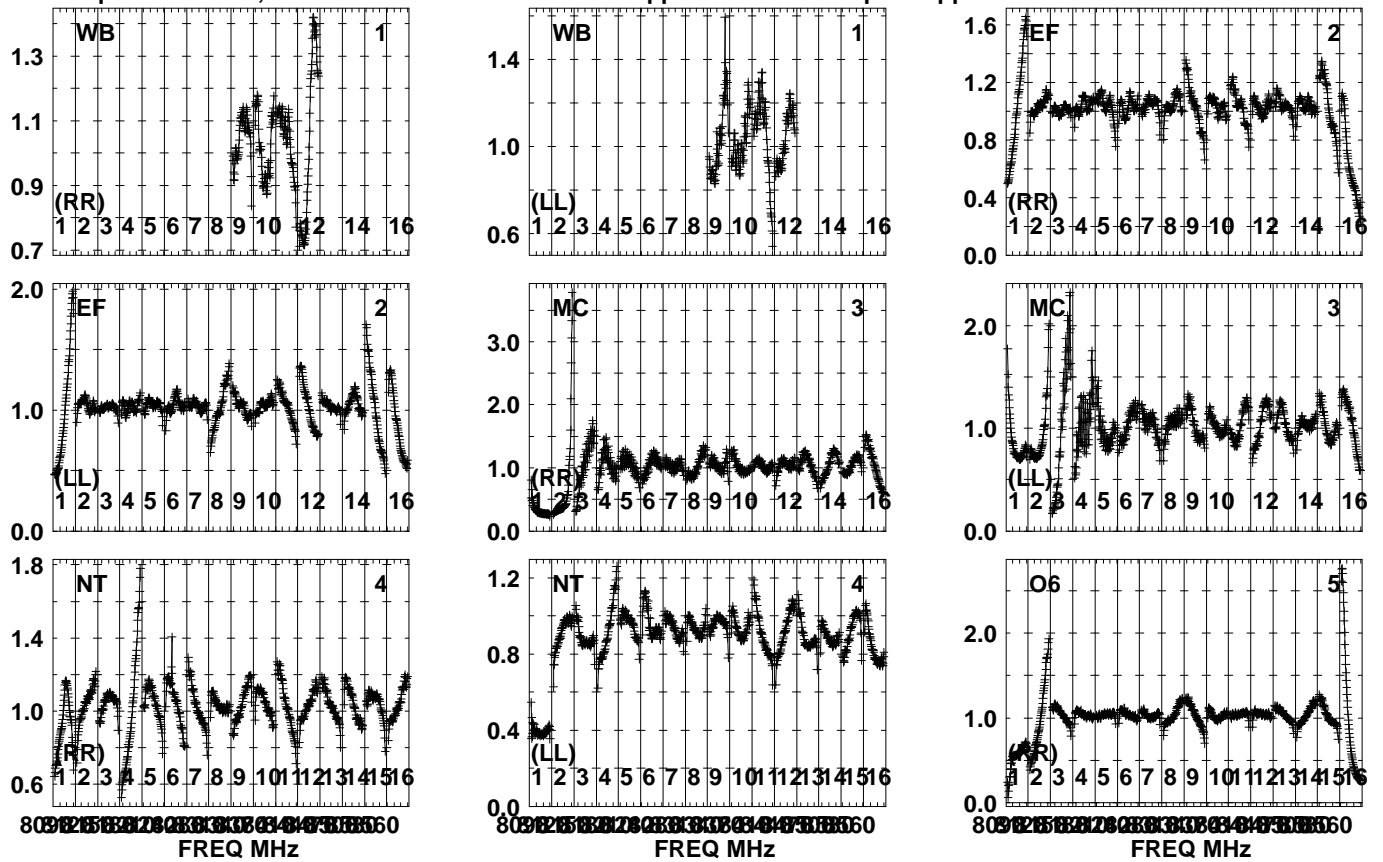 WB 1
1.3
1.1
0.9
0.7
(RR)
1 2 3 4 5 6 7 8 9 10 12 14 16
WB 1
1.4
1.0
0.6
(LL)
1 2 3 4 5 6 7 8 9 10 12 14 16
EF 2
1.6
1.2
0.8
0.4
0.0
(RR)
1 2 3 4 5 6 7 8 9 10 12 14 16
EF 2
2.0
1.0
0.0
(LL)
1 2 3 4 5 6 7 8 9 10 12 14 16
MC 3
3.0
2.0
1.0
0.0
(RR)
1 2 3 4 5 6 7 8 9 10 12 14 16
MC 3
2.0
1.0
0.0
(LL)
1 2 3 4 5 6 7 8 9 10 12 14 16
NT 4
1.8
1.4
1.0
0.6
(RR)
1 2 3 4 5 6 7 8 9 10 11 12 13 14 15 16
FREQ MHz
NT 4
1.2
0.8
0.4
0.0
(LL)
1 2 3 4 5 6 7 8 9 10 11 12 13 14 15 16
FREQ MHz
O6 5
2.0
1.0
0.0
(RR)
1 2 3 4 5 6 7 8 9 10 11 12 13 14 15 16
FREQ MHz